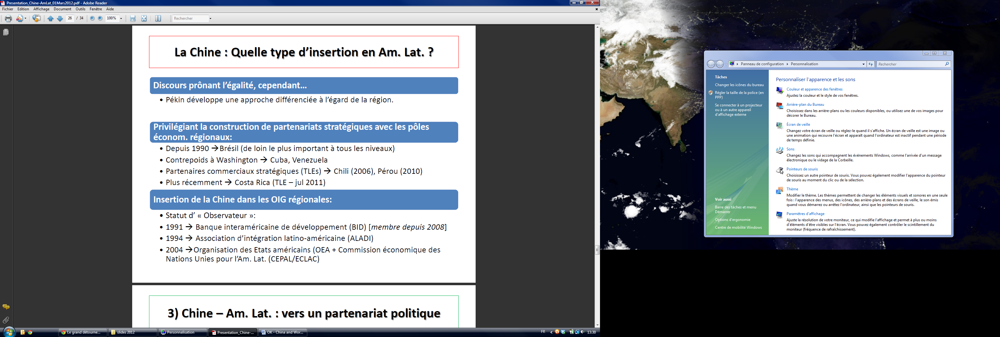 Presentation_Chine-AmLat_01Mars2012.pdf - Adobe Reader
Fichier Edition Affichage Document Outils Fenêtre Aide
26 / 34 100% Rechercher
La Chine : Quelle type d’insertion en Am. Lat. ?
Discours prônant l’égalité, cependant…
• Pékin développe une approche différenciée à l’égard de la région.
Privilégiant la construction de partenariats stratégiques avec les pôles
économ. régionaux:
• Depuis 1990 →Brésil (de loin le plus important à tous les niveaux)
• Contrepoids à Washington → Cuba, Venezuela
• Partenaires commerciaux stratégiques (TLEs) → Chili (2006), Pérou (2010)
• Plus récemment → Costa Rica (TLE – jul 2011)
Insertion de la Chine dans les OIG régionales:
• Statut d’ « Observateur »:
• 1991 → Banque interaméricaine de développement (BID) [membre depuis 2008]
• 1994 → Association d’intégration latino-américaine (ALADI)
• 2004 →Organisation des Etats américains (OEA + Commission économique des
Nations Unies pour l’Am. Lat. (CEPAL/ECLAC)
3) Chine – Am. Lat. : vers un partenariat politique
Le grand détourne...
slides 2012
Personnalisation
Presentation_Chine-...
OK - China and Wor...
FR
13:30
Panneau de configuration
Personnalisation
Rechercher
Tâches
Changer les icônes du bureau
Régler la taille de la police (en
PPP)
Se connecter à un projecteur
ou à un autre appareil
d'affichage externe
Voir aussi
Barre des tâches et menu
Démarrer
Options d'ergonomie
Centre de mobilité Windows
Personnaliser l'apparence et les sons
Couleur et apparence des fenêtres
Ajustez la couleur et le style de vos fenêtres.
Arrière-plan du Bureau
Choisissez dans les arrière-plans ou les couleurs disponibles, ou utilisez une de vos images pour
décorer le Bureau.
Écran de veille
Changez votre écran de veille ou réglez-le quand il s'affiche. Un écran de veille est une image ou
une animation qui recouvre l'écran et apparaît quand l'ordinateur est inactif pendant une période
de temps définie.
Sons
Changez les sons qui accompagnent les événements Windows, comme l'arrivée d'un message
électronique ou le vidage de la Corbeille.
Pointeurs de souris
Choisissez un autre pointeur de souris. Vous pouvez également modifier l'apparence du pointeur
de souris au moment du clic ou de la sélection.
Thème
Modifier le thème. Les thèmes permettent de changer les éléments visuels et sonores en une seule
fois : l'apparence des menus, des icônes, des arrière-plans et des écrans de veille, le son émis
quand vous démarrez ou arrêtez l'ordinateur, ainsi que les pointeurs de souris.
Paramètres d'affichage
Ajuste la résolution de votre moniteur, ce qui modifie l'affichage et permet à plus ou moins
d'éléments d'être visibles sur l'écran. Vous pouvez également contrôler le scintillement du
moniteur (fréquence de rafraîchissement).